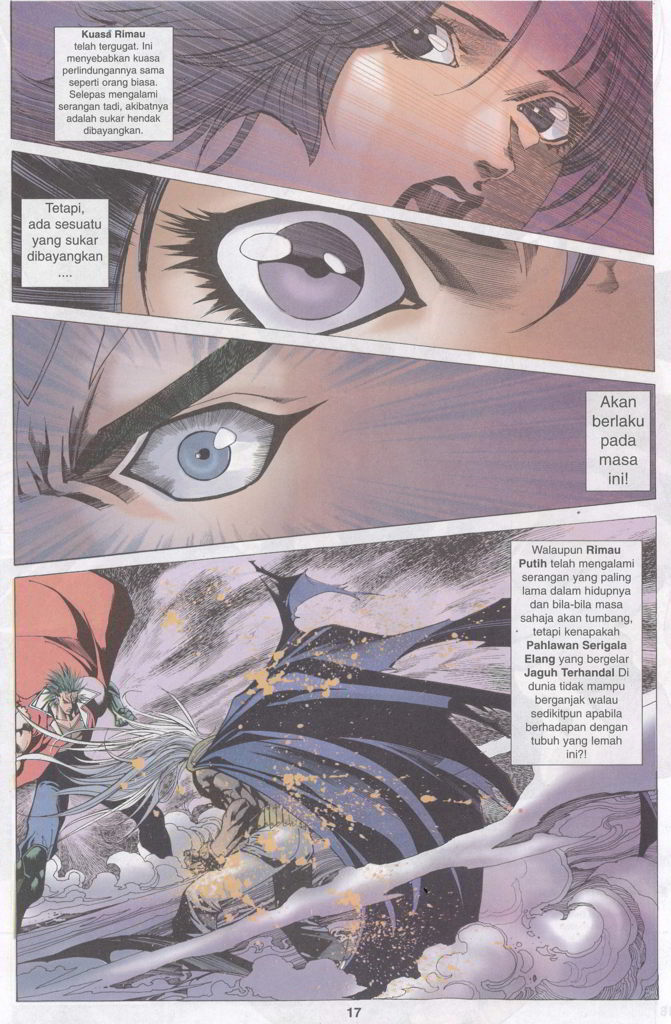 Kuasa Rimau
telah tergugat. Ini
menyebabkan kuasa
perlindungannya sama
seperti orang biasa.
Selepas mengalami
serangan tadi, akibatnya
adalah sukar hendak
dibayangkan.
Tetapi,
ada sesuatu
yang sukar
dibayangkan
....
Akan
berlaku
pada
masa
ini!
Walaupun Rimau
Putih telah mengalami
serangan yang paling
lama dalam hidupnya
dan bila-bila masa
sahaja akan tumbang,
tetapi kenapakah
Pahlawan Serigala
Elang yang bergelar
Jaguh Terhandal Di
dunia tidak mampu
berganjak walau
sedikitpun apabila
berhadapan dengan
tubuh yang lemah
ini?!
17